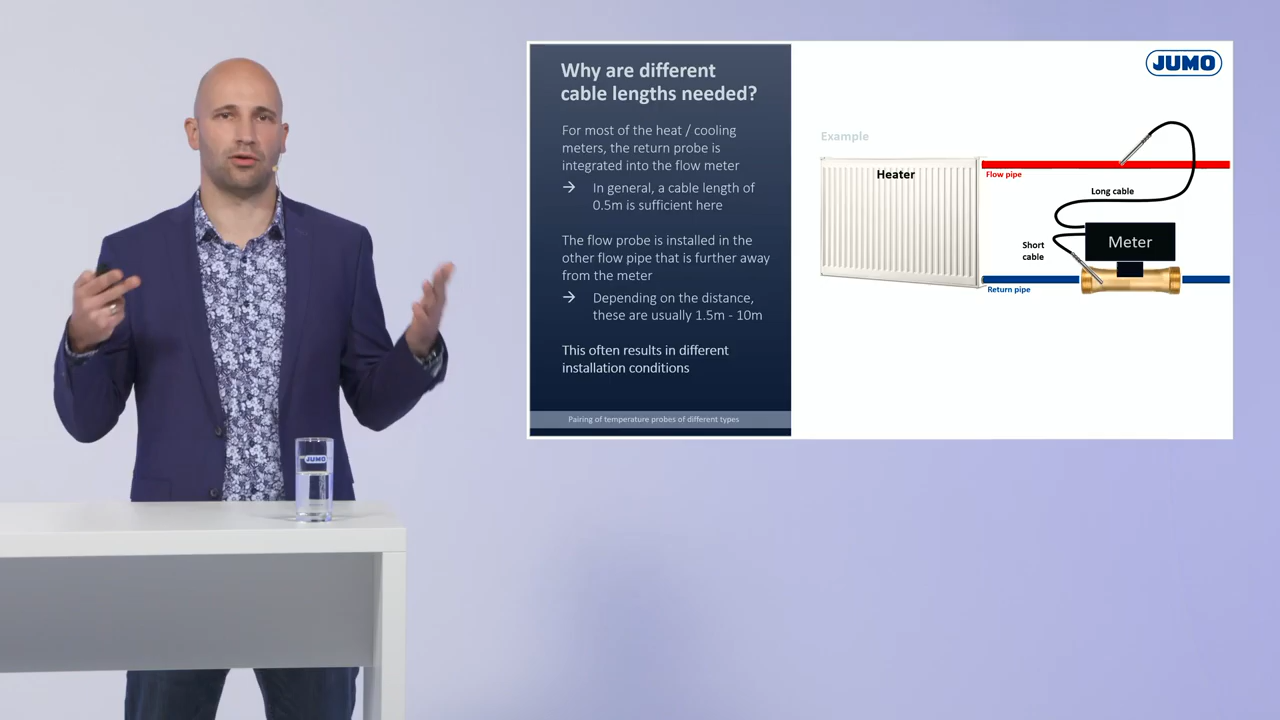 Why are different
cable lengths needed?
For most of the heat / cooling
meters, the return probe is
integrated into the flow meter
→ In general, a cable length of
0.5m is sufficient here
The flow probe is installed in the
other flow pipe that is further away
from the meter
→ Depending on the distance,
these are usually 1.5m - 10m
This often results in different
installation conditions
Pairing of temperature probes of different types
JUMO
Example
Heater
Flow pipe
Long cable
Short
cable
Meter
Return pipe
JUMO